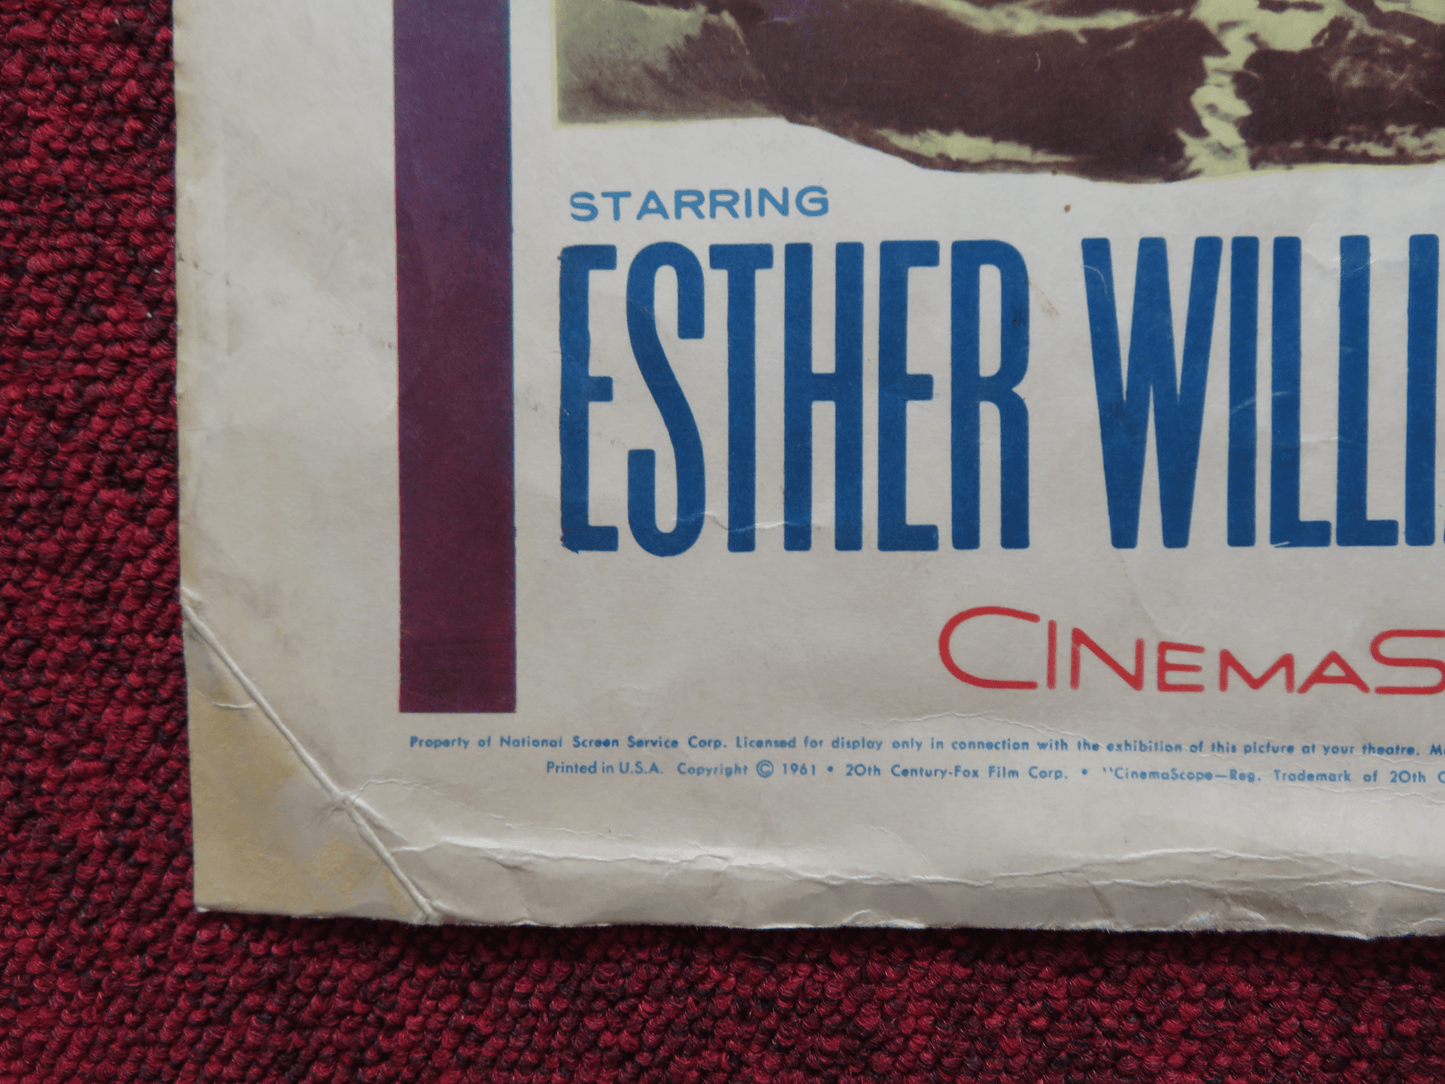 STARRING
ESTHER WILLI
CINEMAS
Property of National Screen Service Corp. Licensed for display only in connection with the exhibition of this picture at your theatre. Mu
Printed in U.S.A. Copyright © 1961 • 20th Century-Fox Film Corp. • "CinemaScope—Reg. Trademark of 20th C